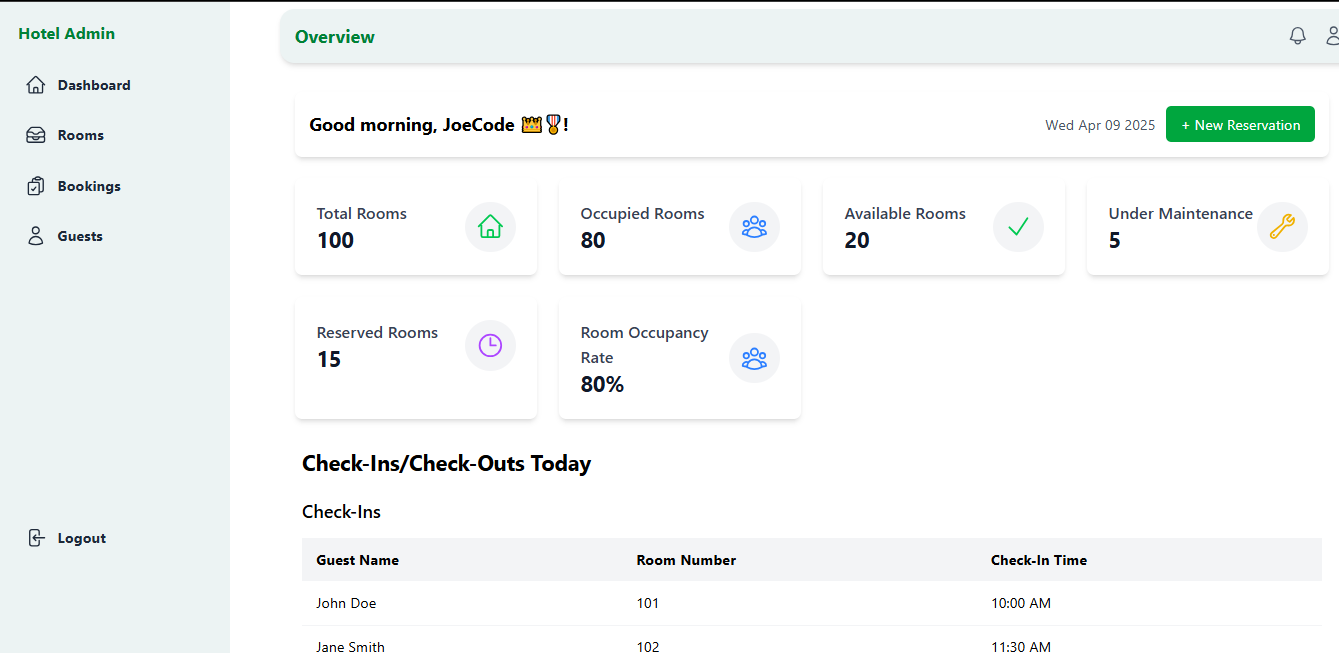 Hotel Admin
Dashboard
Rooms
Bookings
Guests
Logout
Overview
Good morning, JoeCode 👑🎖!
Wed Apr 09 2025
+ New Reservation
Total Rooms
100
Occupied Rooms
80
Available Rooms
20
Under Maintenance
5
Reserved Rooms
15
Room Occupancy
Rate
80%
Check-Ins/Check-Outs Today
Check-Ins
Guest Name Room Number Check-In Time
John Doe 101 10:00 AM
Jane Smith 102 11:30 AM